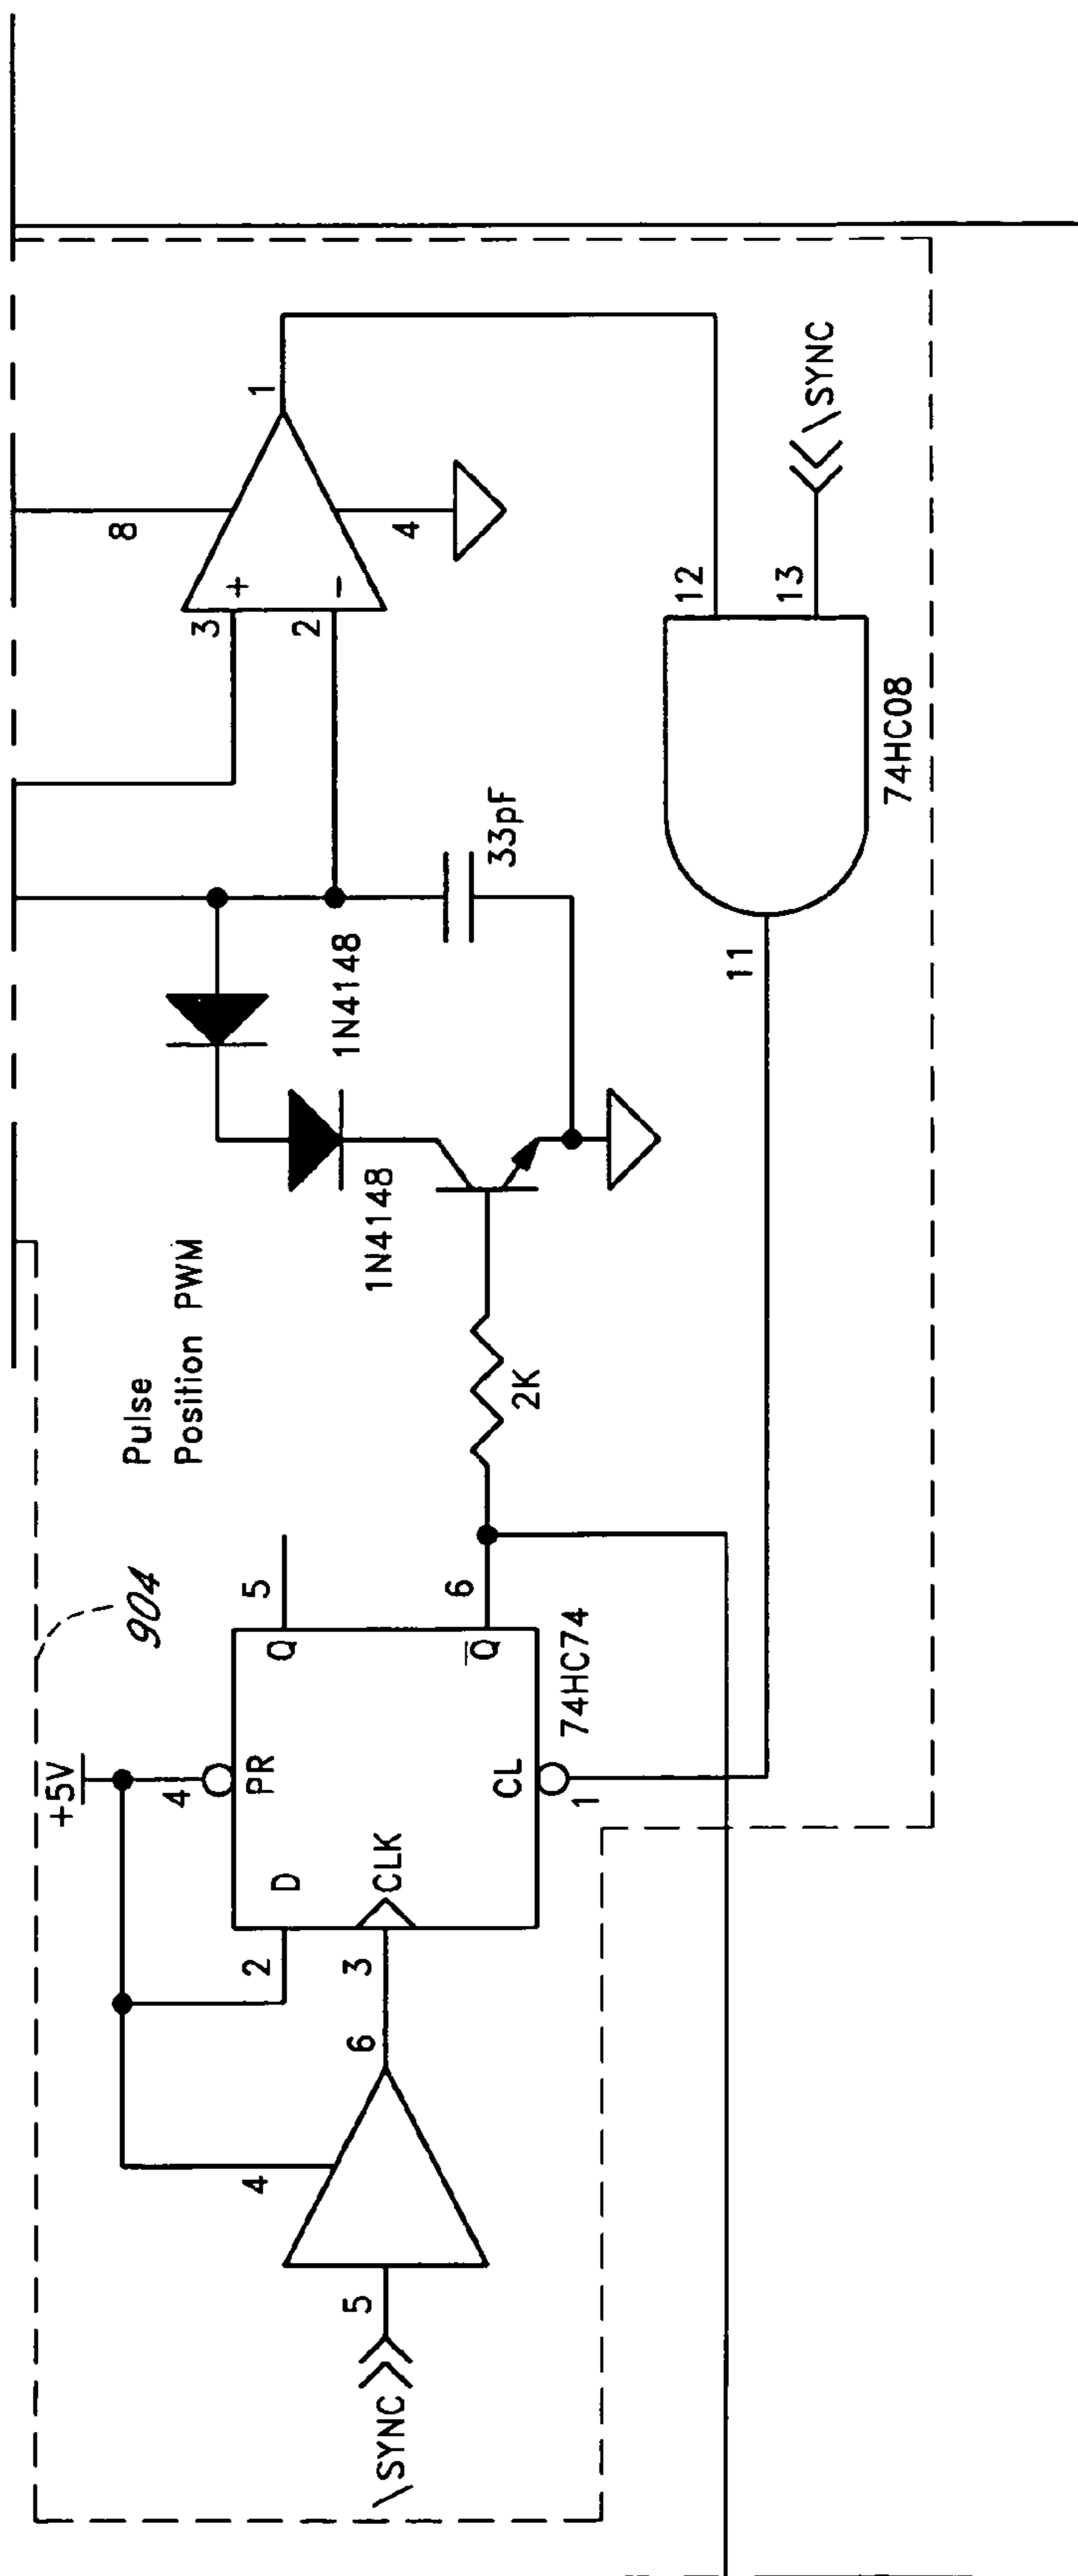 \SYNC
5
4
6
+5V
904
2
D
3
CLK
4
PR
CL
1
5
Q
6
Q̅
74HC74
Pulse
Position PWM
2K
1N4148
1N4148
33pF
3
+
2
-
8
4
1
11
12
13
74HC08
\SYNC